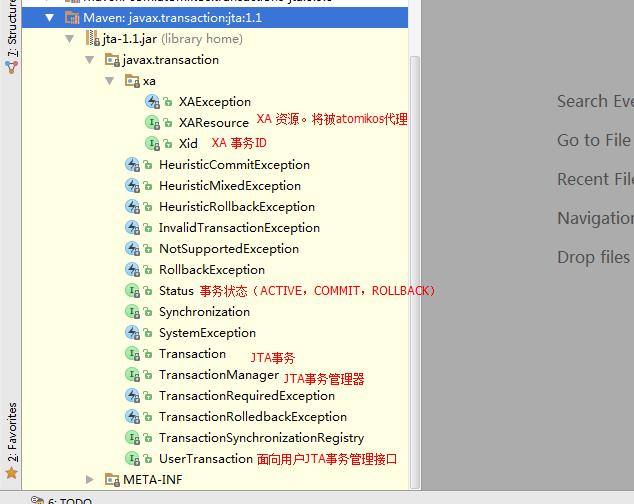 Maven: javax.transaction:jta:1.1
jta-1.1.jar (library home)
javax.transaction
xa
XAException
XAResource XA 资源。将被atomikos代理
Xid XA 事务ID
HeuristicCommitException
HeuristicMixedException
HeuristicRollbackException
InvalidTransactionException
NotSupportedException
RollbackException
Status 事务状态（ACTIVE，COMMIT，ROLLBACK）
Synchronization
SystemException
Transaction JTA事务
TransactionManager JTA事务管理器
TransactionRequiredException
TransactionRolledbackException
TransactionSynchronizationRegistry
UserTransaction 面向用户JTA事务管理接口
META-INF
7: Structure
2: Favorites
6: TODO
Search Eve
Go to File
Recent File
Navigation
Drop files